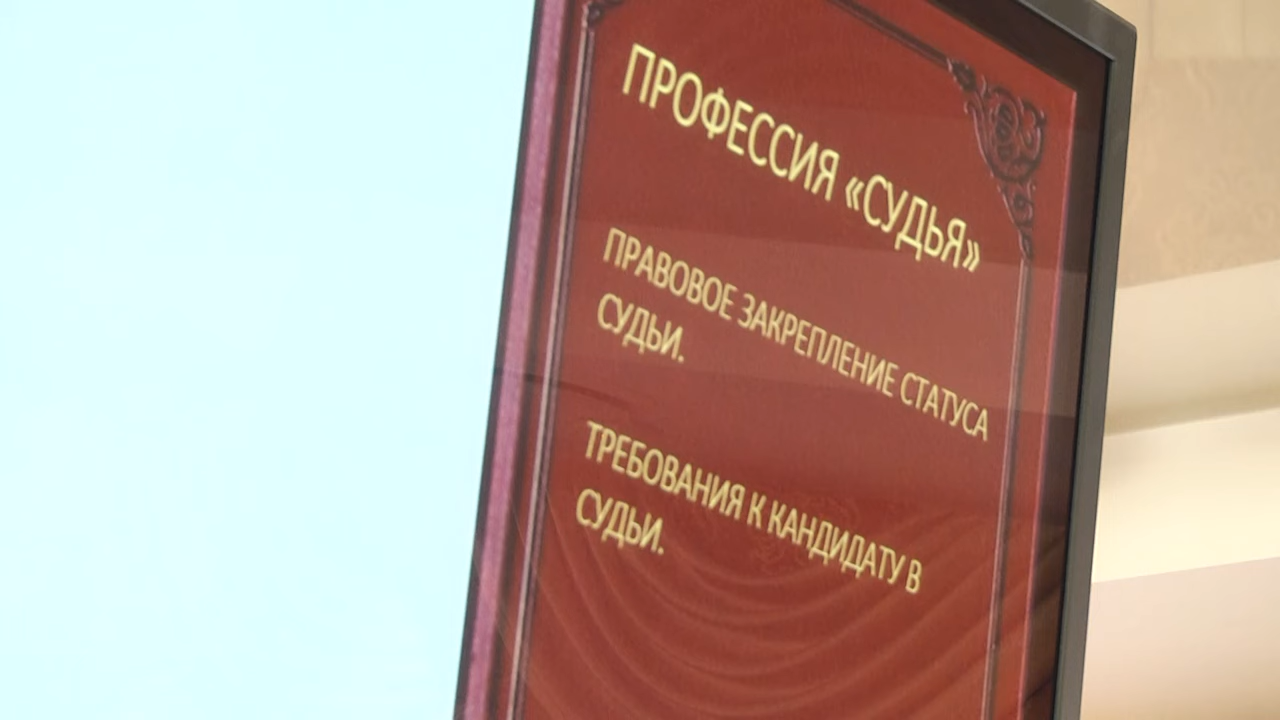 ПРОФЕССИЯ «СУДЬЯ»
ПРАВОВОЕ ЗАКРЕПЛЕНИЕ СТАТУСА
СУДЬИ.
ТРЕБОВАНИЯ К КАНДИДАТУ В
СУДЬИ.